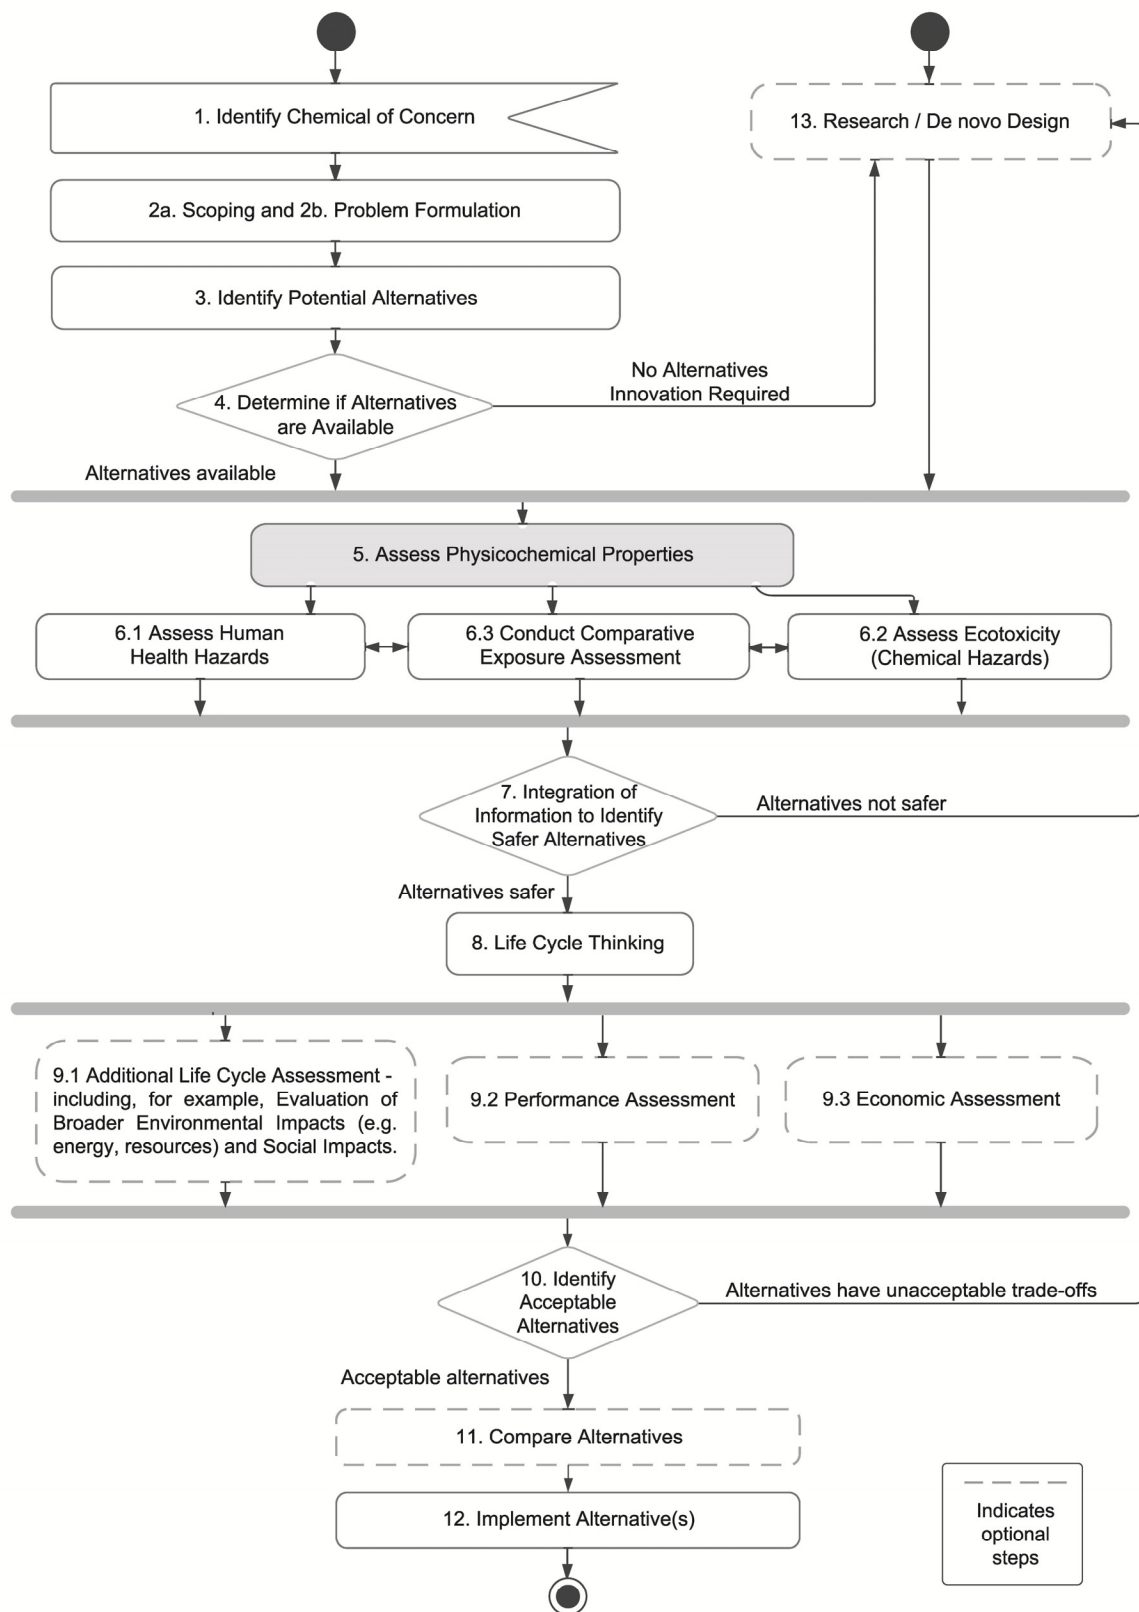 1. Identify Chemical of Concern
13. Research / De novo Design
2a. Scoping and 2b. Problem Formulation
3. Identify Potential Alternatives
No Alternatives
Innovation Required
4. Determine if Alternatives
are Available
Alternatives available
5. Assess Physicochemical Properties
6.1 Assess Human
Health Hazards
6.3 Conduct Comparative
Exposure Assessment
6.2 Assess Ecotoxicity
(Chemical Hazards)
7. Integration of
Information to Identify
Safer Alternatives
Alternatives not safer
Alternatives safer
8. Life Cycle Thinking
9.1 Additional Life Cycle Assessment -
including, for example, Evaluation of
Broader Environmental Impacts (e.g.
energy, resources) and Social Impacts.
9.2 Performance Assessment
9.3 Economic Assessment
10. Identify
Acceptable
Alternatives
Alternatives have unacceptable trade-offs
Acceptable alternatives
11. Compare Alternatives
12. Implement Alternative(s)
Indicates
optional
steps